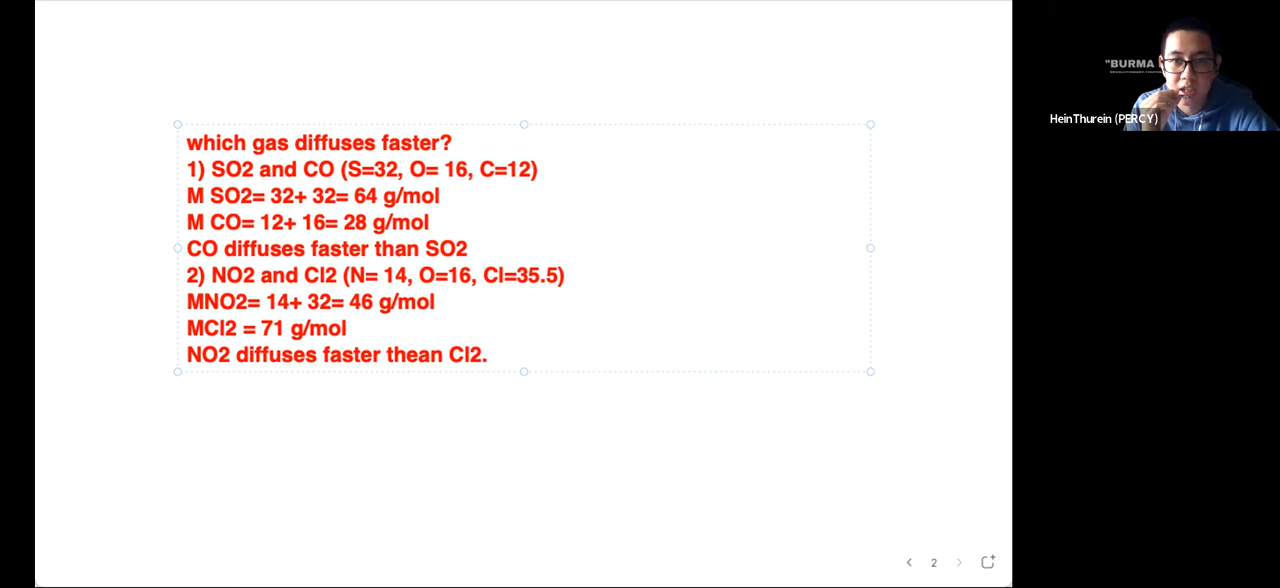 which gas diffuses faster?
1) SO2 and CO (S=32, O= 16, C=12)
M SO2= 32+ 32= 64 g/mol
M CO= 12+ 16= 28 g/mol
CO diffuses faster than SO2
2) NO2 and Cl2 (N= 14, O=16, Cl=35.5)
MNO2= 14+ 32= 46 g/mol
MCl2 = 71 g/mol
NO2 diffuses faster thean Cl2.
"BURMA
HeinThurein (PERCY)
2